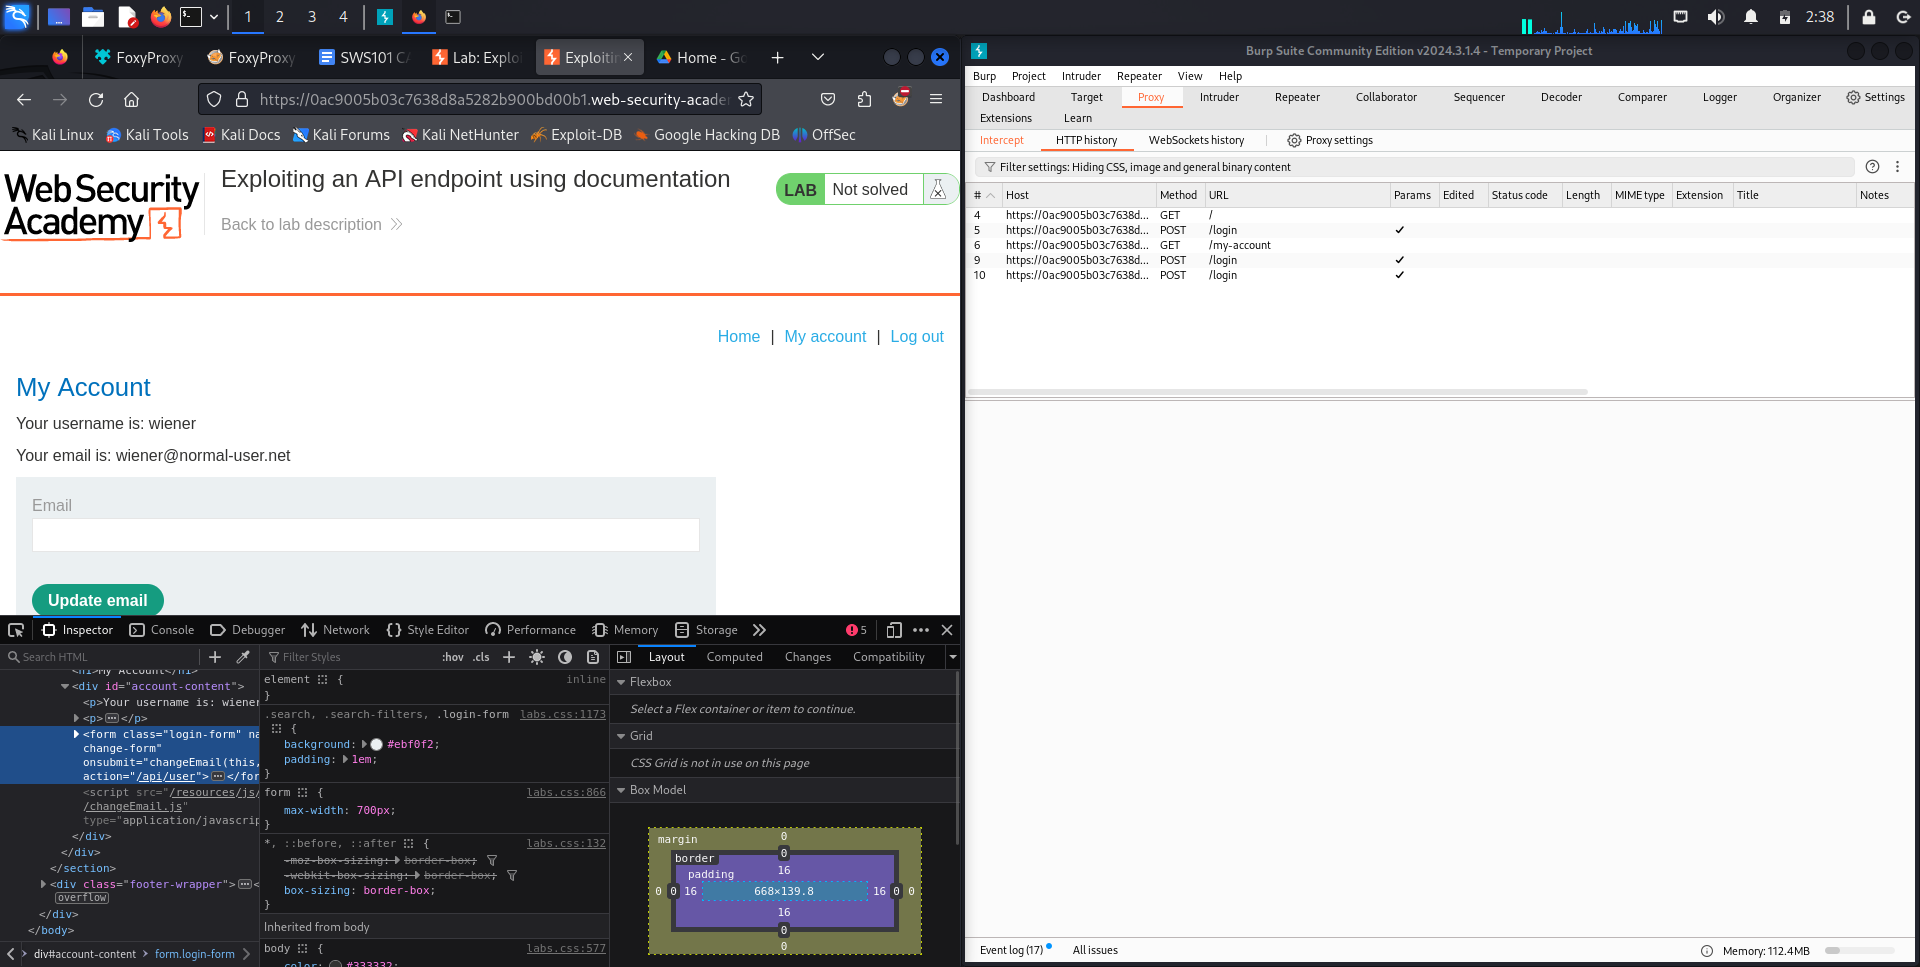 1 2 3 4
2:38
FoxyProxy
FoxyProxy
SWS101 CA
Lab: Exploi
Exploitin
Home - Go
https://0ac9005b03c7638d8a5282b900bd00b1.web-security-acade
Kali Linux Kali Tools Kali Docs Kali Forums Kali NetHunter Exploit-DB Google Hacking DB OffSec
WebSecurity
Academy
Exploiting an API endpoint using documentation
Back to lab description
LAB Not solved
Home | My account | Log out
My Account
Your username is: wiener
Your email is: wiener@normal-user.net
Email
Update email
Inspector Console Debugger Network Style Editor Performance Memory Storage 5
Search HTML
<h1>My Account</h1>
<div id="account-content">
<p>Your username is: wiener
<p></p>
<form class="login-form" na
change-form"
onsubmit="changeEmail(this,
action="/api/user"></for
<script src="/resources/js/
/changeEmail.js"
type="application/javascrip
</div>
</div>
</section>
<div class="footer-wrapper"><
overflow
</div>
</body>
div#account-content form.login-form
Filter Styles :hov .cls
element { inline
}
.search, .search-filters, .login-form labs.css:1173
{
background: #ebf0f2;
padding: 1em;
}
form { labs.css:866
max-width: 700px;
}
*, ::before, ::after { labs.css:132
-moz-box-sizing: border-box;
-webkit-box-sizing: border-box;
box-sizing: border-box;
}
Inherited from body
body { labs.css:577
color: #333332;
Layout Computed Changes Compatibility
Flexbox
Select a Flex container or item to continue.
Grid
CSS Grid is not in use on this page
Box Model
margin 0
border 0
padding 16
0 0 16 668×139.8 16 0 0
16
0
0
Burp Suite Community Edition v2024.3.1.4 - Temporary Project
Burp Project Intruder Repeater View Help
Dashboard Target Proxy Intruder Repeater Collaborator Sequencer Decoder Comparer Logger Organizer Settings
Extensions Learn
Intercept HTTP history WebSockets history Proxy settings
Filter settings: Hiding CSS, image and general binary content
# Host Method URL Params Edited Status code Length MIME type Extension Title Notes
4 https://0ac9005b03c7638d... GET /
5 https://0ac9005b03c7638d... POST /login ✓
6 https://0ac9005b03c7638d... GET /my-account
9 https://0ac9005b03c7638d... POST /login ✓
10 https://0ac9005b03c7638d... POST /login ✓
Event log (17) All issues Memory: 112.4MB